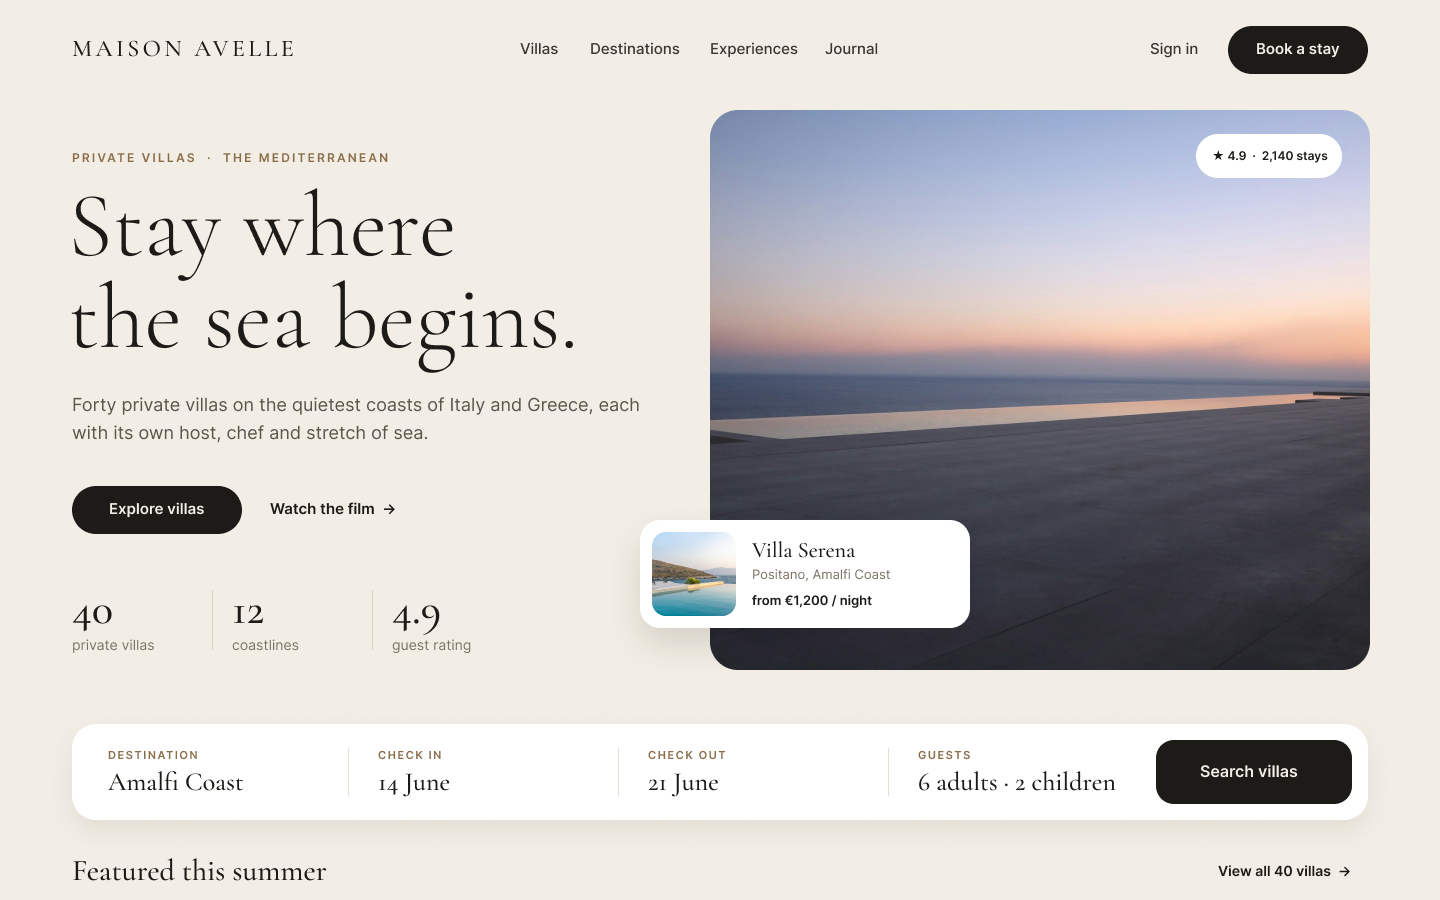 MAISON AVELLE
Villas
Destinations
Experiences
Journal
Sign in
Book a stay
PRIVATE VILLAS · THE MEDITERRANEAN
Stay where
the sea begins.
Forty private villas on the quietest coasts of Italy and Greece, each
with its own host, chef and stretch of sea.
Explore villas
Watch the film →
40
private villas
12
coastlines
4.9
guest rating
★ 4.9 · 2,140 stays
Villa Serena
Positano, Amalfi Coast
from €1,200 / night
DESTINATION
Amalfi Coast
CHECK IN
14 June
CHECK OUT
21 June
GUESTS
6 adults · 2 children
Search villas
Featured this summer
View all 40 villas →